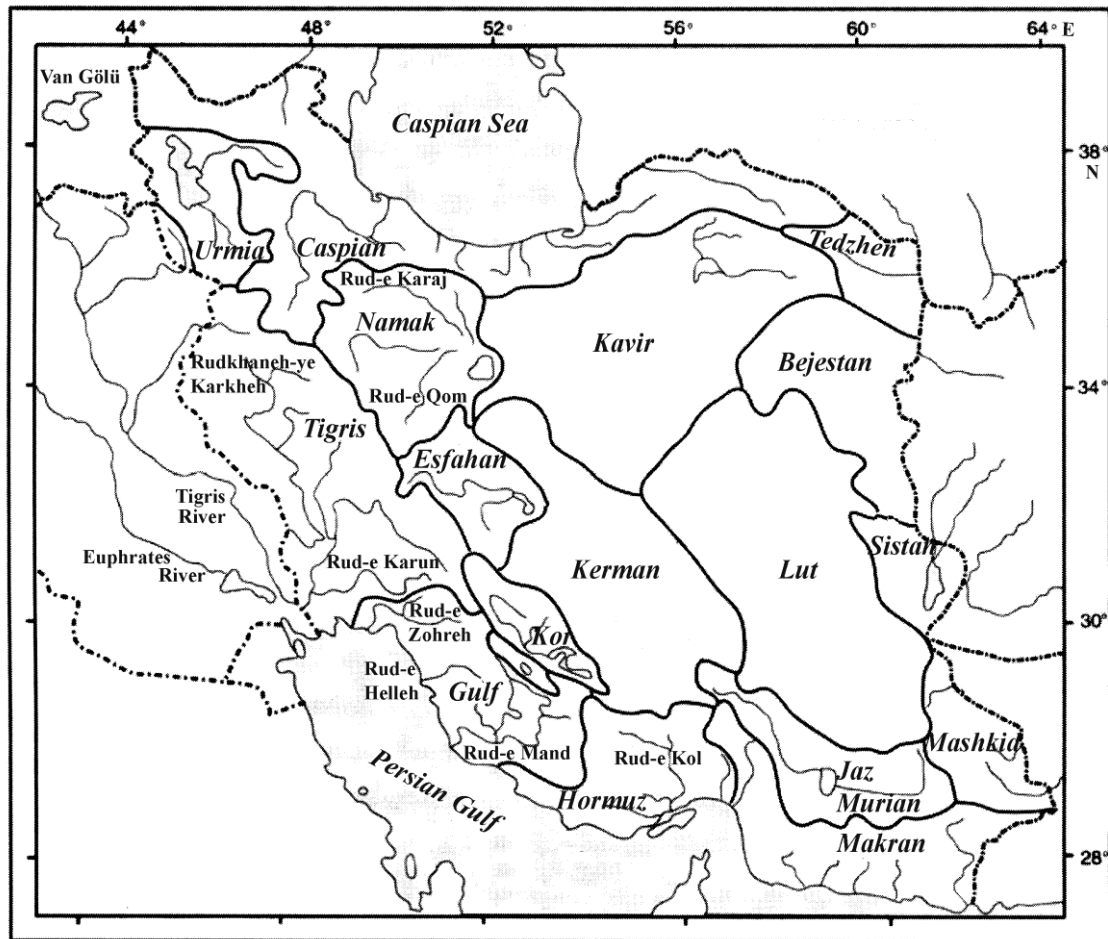 44°
48°
52°
56°
60°
64° E
Van Gölü
Caspian Sea
38°
N
Urmia
Caspian
Tedzhen
Rud-e Karaj
Namak
Kavir
Bejestan
Rudkhaneh-ye
Karkheh
34°
Rud-e Qom
Tigris
Esfahan
Tigris
River
Sistan
Euphrates
River
Rud-e Karun
Kerman
Lut
Rud-e
Zohreh
Kor
30°
Rud-e
Helleh
Gulf
Mashkid
Rud-e Mand
Rud-e Kol
Jaz
Murian
Persian Gulf
Hormuz
Makran
28°